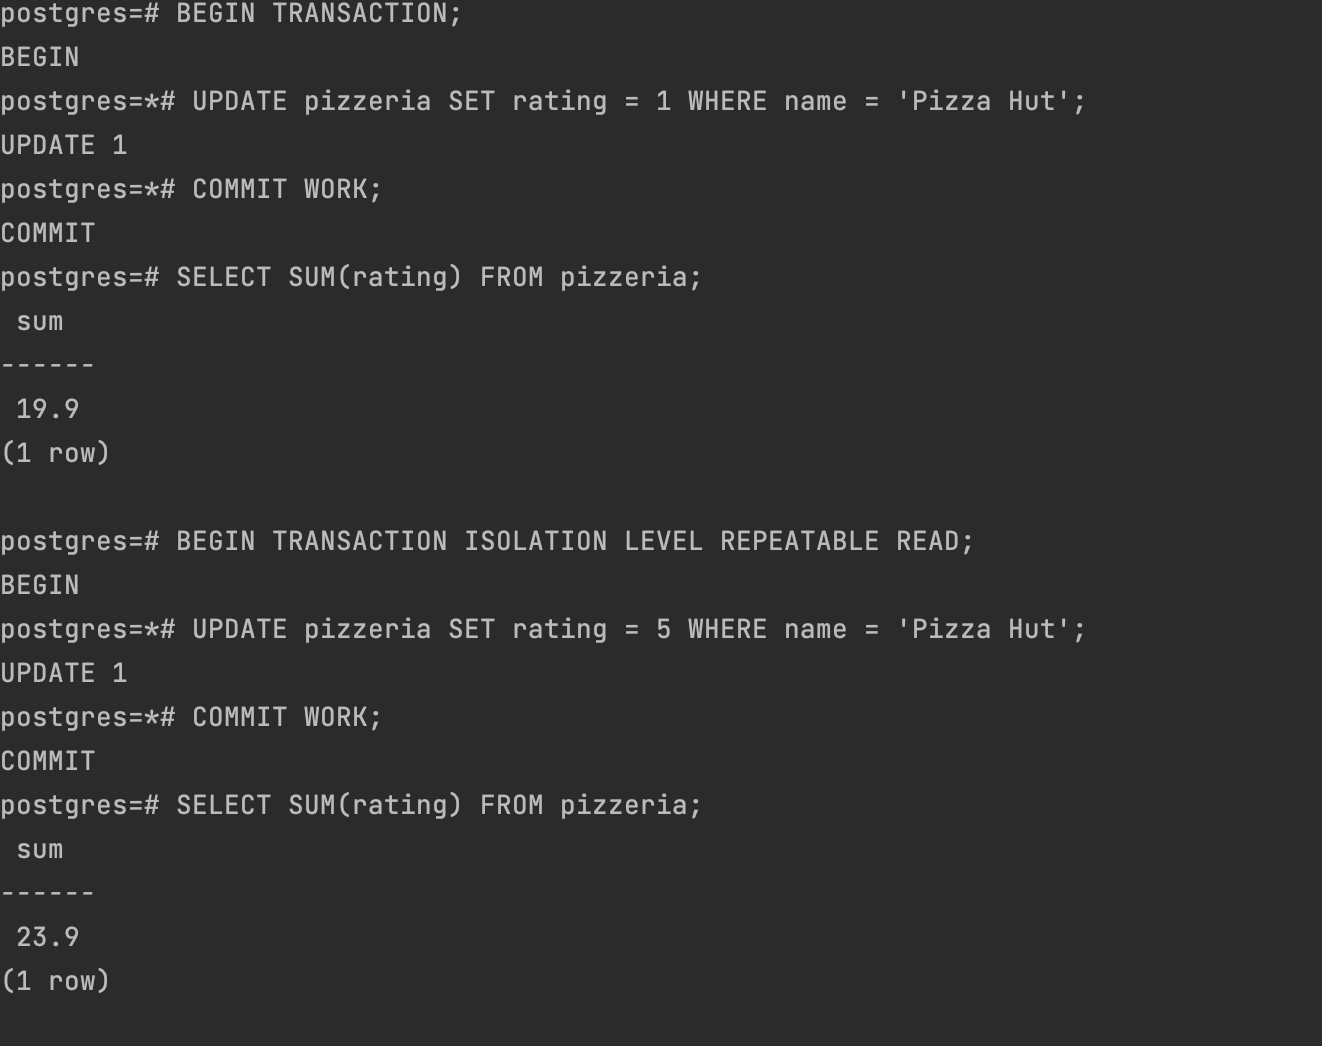 postgres=# BEGIN TRANSACTION;
BEGIN
postgres=*# UPDATE pizzeria SET rating = 1 WHERE name = 'Pizza Hut';
UPDATE 1
postgres=*# COMMIT WORK;
COMMIT
postgres=# SELECT SUM(rating) FROM pizzeria;
 sum
------
 19.9
(1 row)

postgres=# BEGIN TRANSACTION ISOLATION LEVEL REPEATABLE READ;
BEGIN
postgres=*# UPDATE pizzeria SET rating = 5 WHERE name = 'Pizza Hut';
UPDATE 1
postgres=*# COMMIT WORK;
COMMIT
postgres=# SELECT SUM(rating) FROM pizzeria;
 sum
------
 23.9
(1 row)